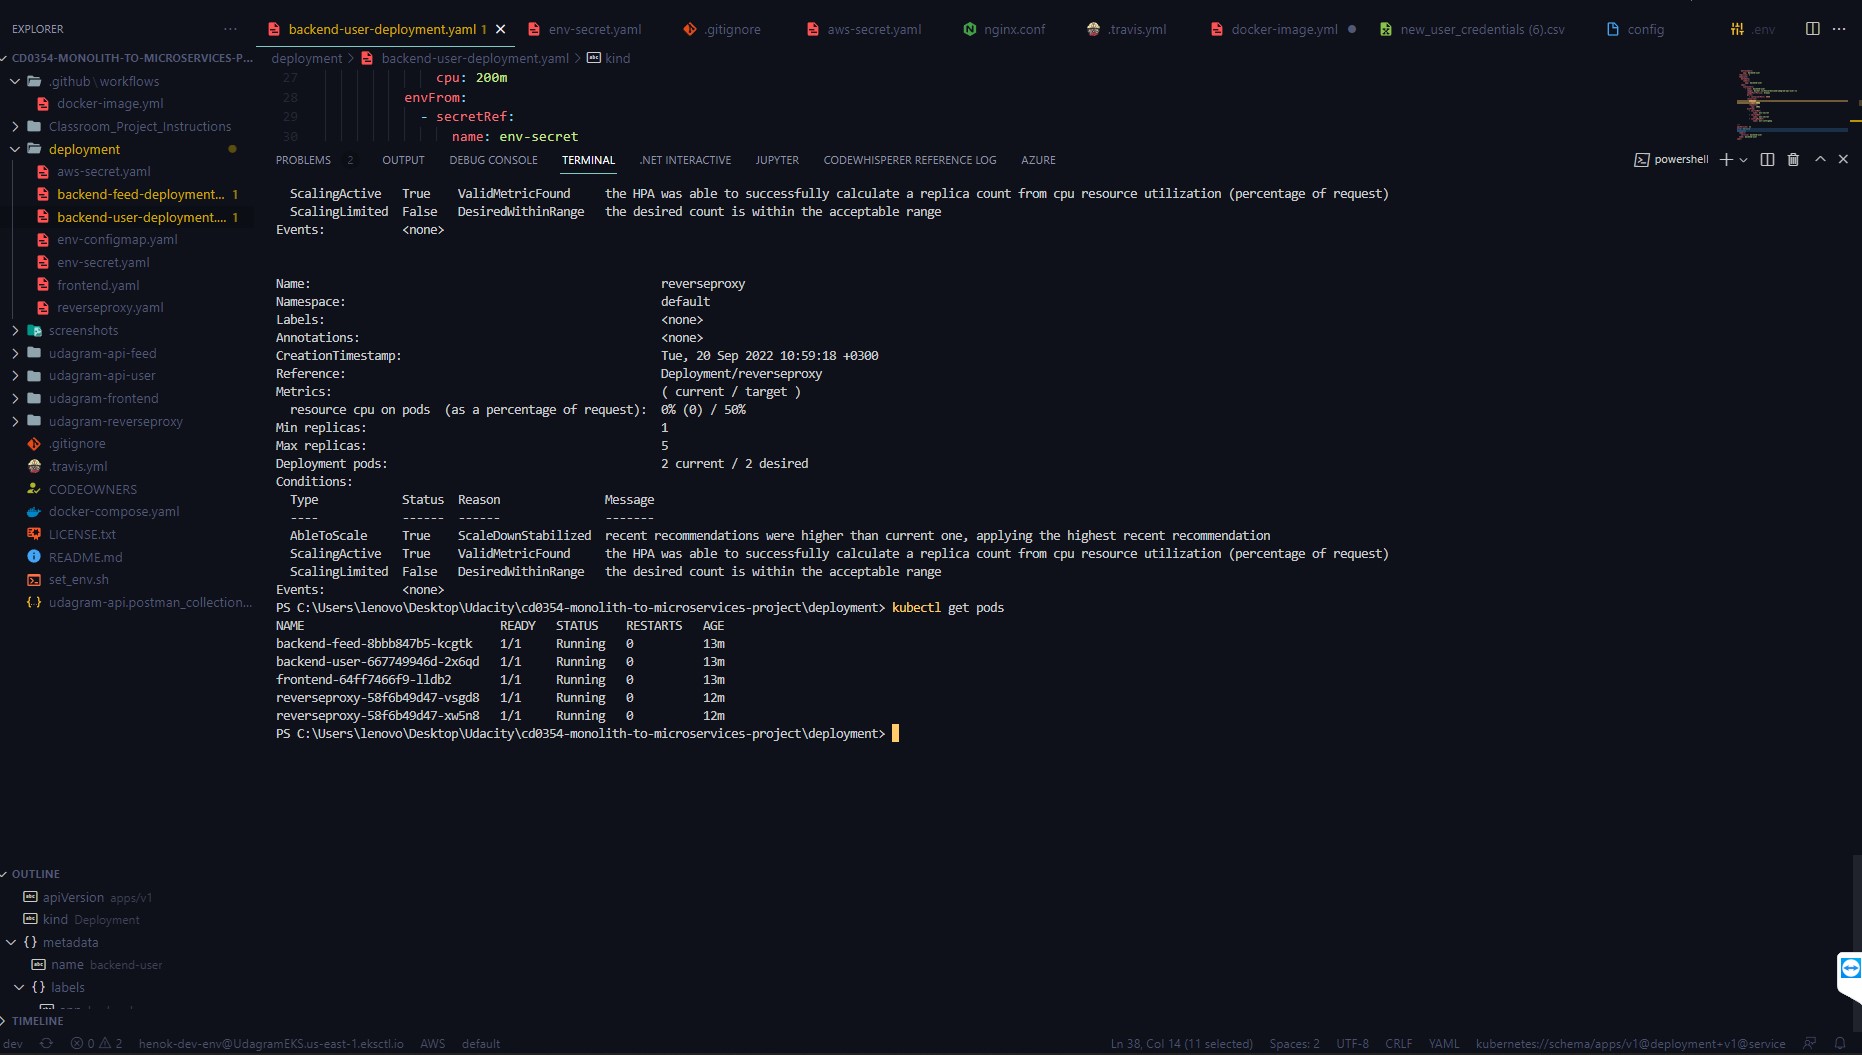 EXPLORER
backend-user-deployment.yaml 1
env-secret.yaml
.gitignore
aws-secret.yaml
nginx.conf
.travis.yml
docker-image.yml
new_user_credentials (6).csv
config
.env
CD0354-MONOLITH-TO-MICROSERVICES-P...
.github \ workflows
docker-image.yml
Classroom_Project_Instructions
deployment
aws-secret.yaml
backend-feed-deployment... 1
backend-user-deployment.... 1
env-configmap.yaml
env-secret.yaml
frontend.yaml
reverseproxy.yaml
screenshots
udagram-api-feed
udagram-api-user
udagram-frontend
udagram-reverseproxy
.gitignore
.travis.yml
CODEOWNERS
docker-compose.yaml
LICENSE.txt
README.md
set_env.sh
udagram-api.postman_collection...
OUTLINE
apiVersion apps/v1
kind Deployment
metadata
name backend-user
labels
TIMELINE
deployment > backend-user-deployment.yaml > kind
27 cpu: 200m
28 envFrom:
29 - secretRef:
30 name: env-secret
PROBLEMS 2 OUTPUT DEBUG CONSOLE TERMINAL .NET INTERACTIVE JUPYTER CODEWHISPERER REFERENCE LOG AZURE
powershell
ScalingActive True ValidMetricFound the HPA was able to successfully calculate a replica count from cpu resource utilization (percentage of request)
ScalingLimited False DesiredWithinRange the desired count is within the acceptable range
Events: <none>
Name: reverseproxy
Namespace: default
Labels: <none>
Annotations: <none>
CreationTimestamp: Tue, 20 Sep 2022 10:59:18 +0300
Reference: Deployment/reverseproxy
Metrics: ( current / target )
resource cpu on pods (as a percentage of request): 0% (0) / 50%
Min replicas: 1
Max replicas: 5
Deployment pods: 2 current / 2 desired
Conditions:
Type Status Reason Message
---- ------ ------ -------
AbleToScale True ScaleDownStabilized recent recommendations were higher than current one, applying the highest recent recommendation
ScalingActive True ValidMetricFound the HPA was able to successfully calculate a replica count from cpu resource utilization (percentage of request)
ScalingLimited False DesiredWithinRange the desired count is within the acceptable range
Events: <none>
PS C:\Users\lenovo\Desktop\Udacity\cd0354-monolith-to-microservices-project\deployment> kubectl get pods
NAME READY STATUS RESTARTS AGE
backend-feed-8bbb847b5-kcgtk 1/1 Running 0 13m
backend-user-667749946d-2x6qd 1/1 Running 0 13m
frontend-64ff7466f9-lldb2 1/1 Running 0 13m
reverseproxy-58f6b49d47-vsgd8 1/1 Running 0 12m
reverseproxy-58f6b49d47-xw5n8 1/1 Running 0 12m
PS C:\Users\lenovo\Desktop\Udacity\cd0354-monolith-to-microservices-project\deployment>
dev 0 2 henok-dev-env@UdagramEKS.us-east-1.eksctl.io AWS default Ln 38, Col 14 (11 selected) Spaces: 2 UTF-8 CRLF YAML kubernetes://schema/apps/v1@deployment+v1@service